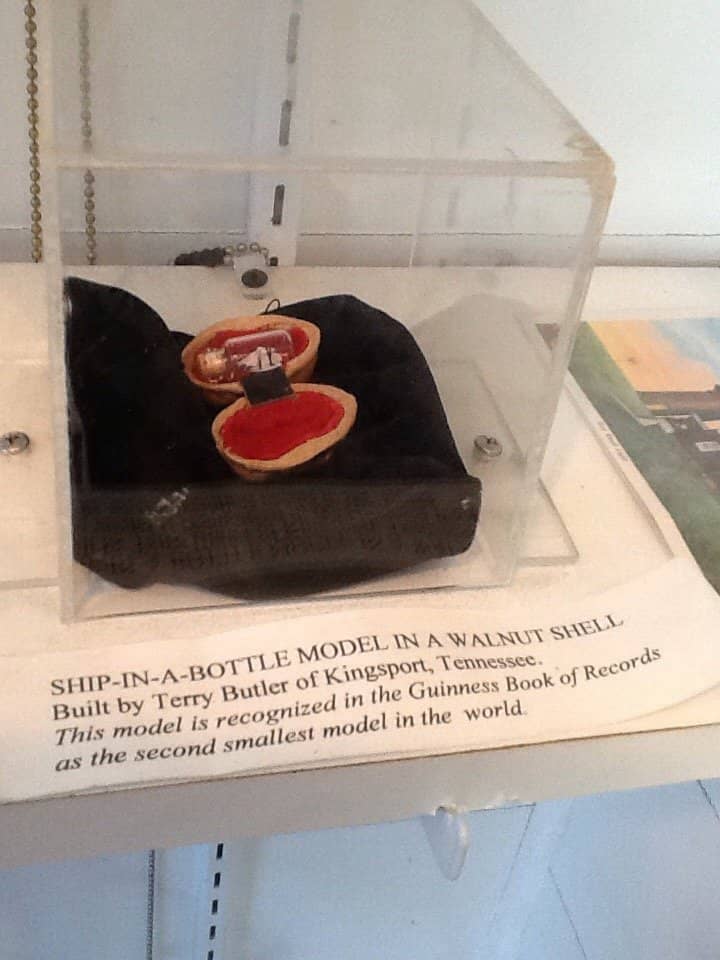 SHIP-IN-A-BOTTLE MODEL IN A WALNUT SHELL
Built by Terry Butler of Kingsport, Tennessee.
This model is recognized in the Guinness Book of Records
as the second smallest model in the world.